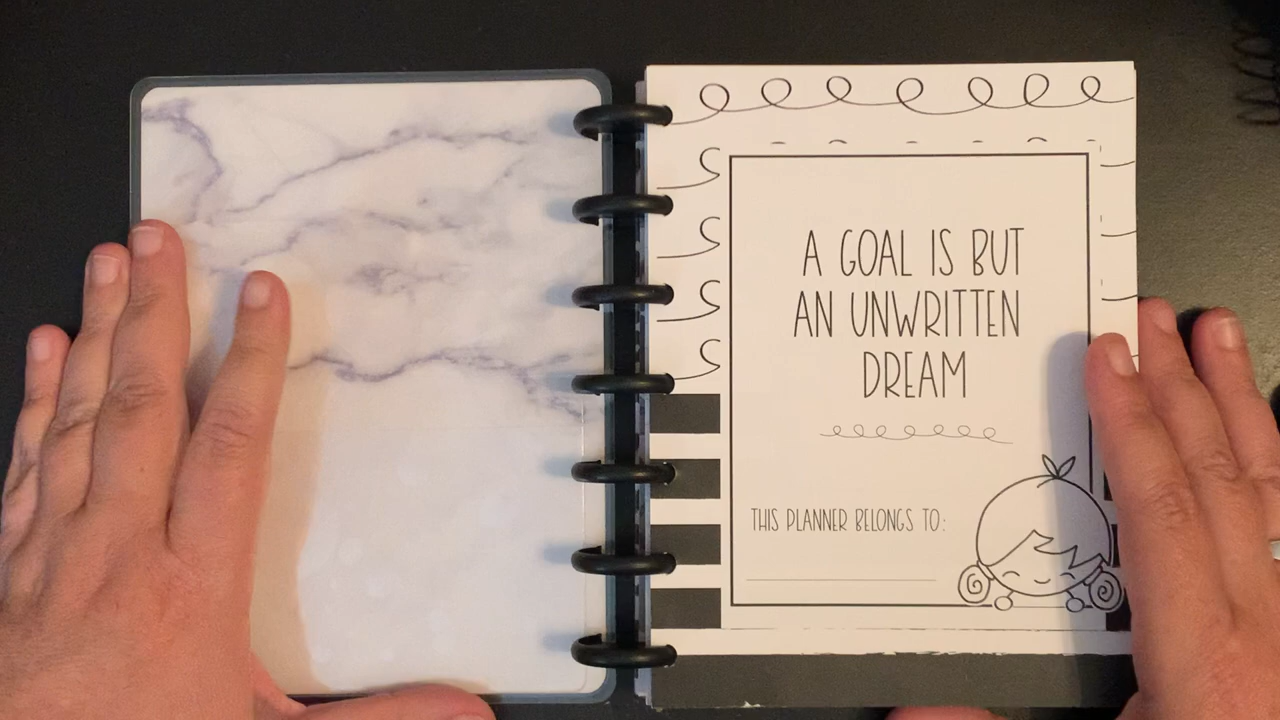 A GOAL IS BUT
AN UNWRITTEN
DREAM
THIS PLANNER BELONGS TO: